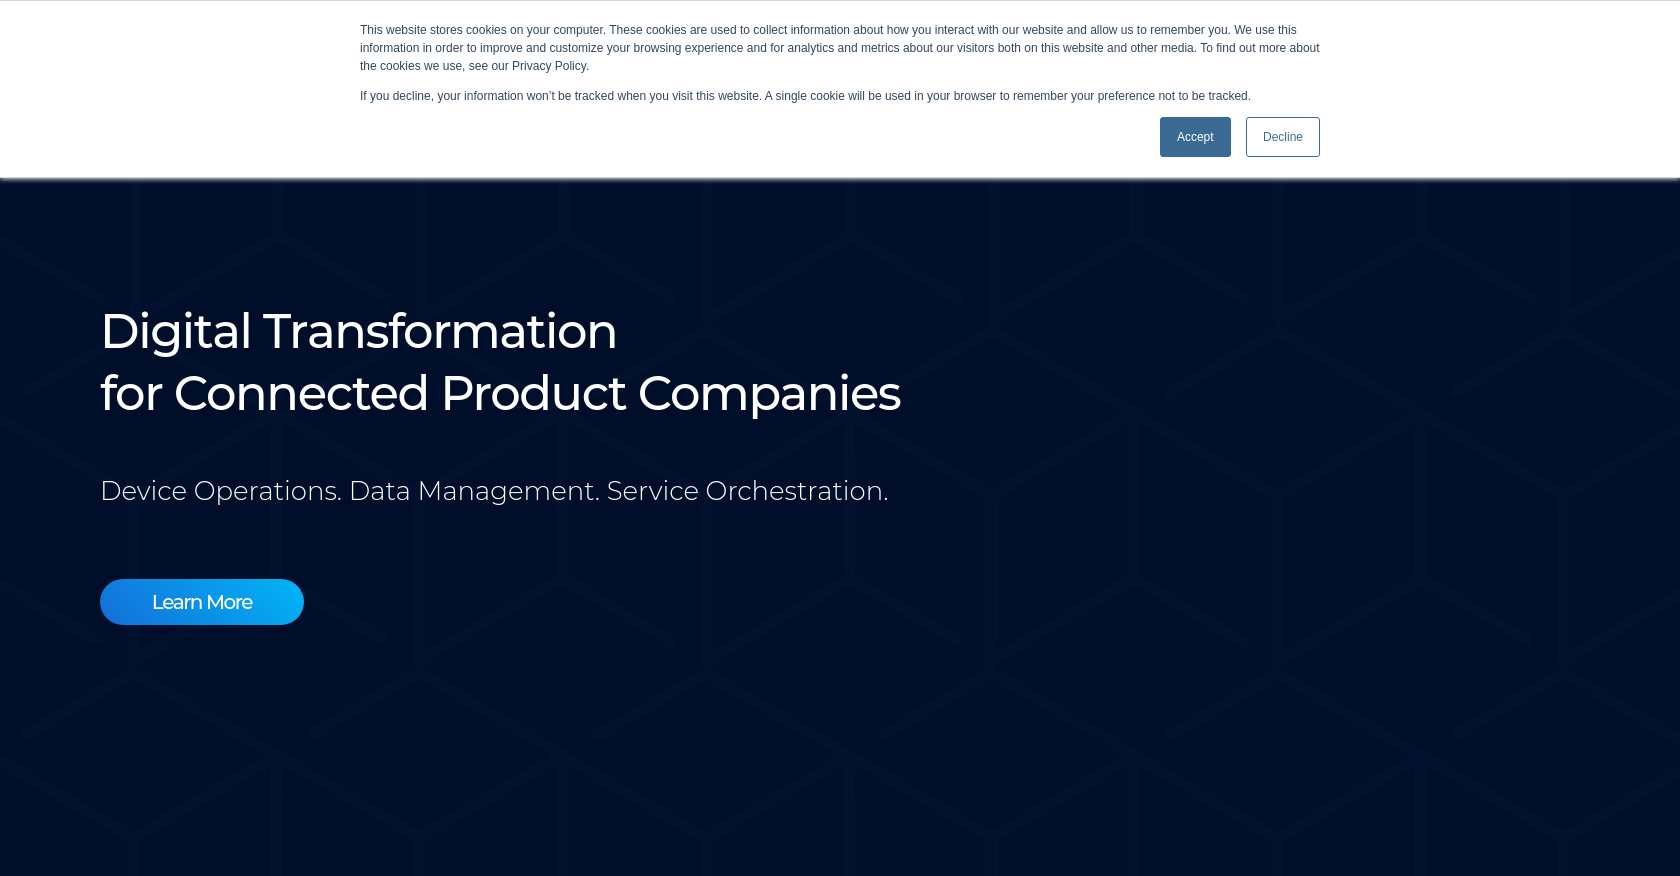 This website stores cookies on your computer. These cookies are used to collect information about how you interact with our website and allow us to remember you. We use this
information in order to improve and customize your browsing experience and for analytics and metrics about our visitors both on this website and other media. To find out more about
the cookies we use, see our Privacy Policy.
If you decline, your information won’t be tracked when you visit this website. A single cookie will be used in your browser to remember your preference not to be tracked.
Accept
Decline
Digital Transformation
for Connected Product Companies
Device Operations. Data Management. Service Orchestration.
Learn More